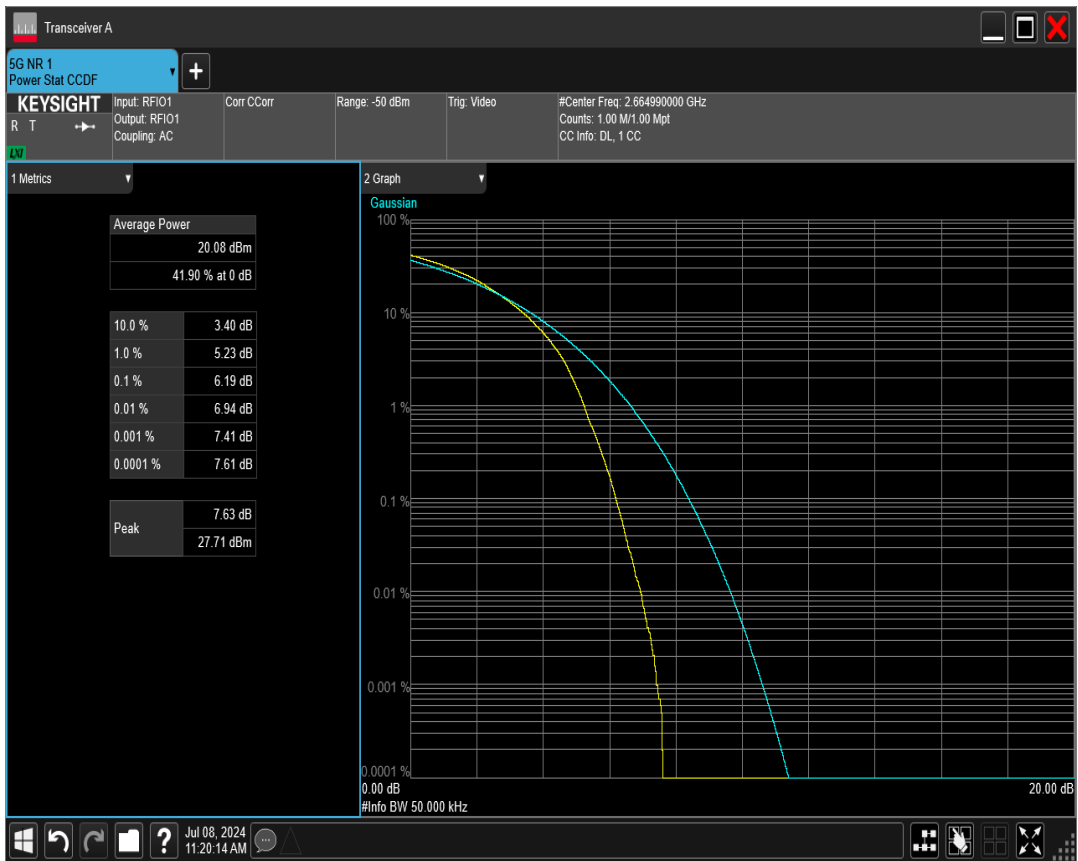 Transceiver A
5G NR 1
Power Stat CCDF
+
KEYSIGHT
R T
LXI
Input: RFIO1
Output: RFIO1
Coupling: AC
Corr CCorr
Range: -50 dBm
Trig: Video
#Center Freq: 2.664990000 GHz
Counts: 1.00 M/1.00 Mpt
CC Info: DL, 1 CC
1 Metrics
Average Power
20.08 dBm
41.90 % at 0 dB
10.0 % 3.40 dB
1.0 % 5.23 dB
0.1 % 6.19 dB
0.01 % 6.94 dB
0.001 % 7.41 dB
0.0001 % 7.61 dB
Peak 7.63 dB
27.71 dBm
2 Graph
Gaussian
100 %
10 %
1 %
0.1 %
0.01 %
0.001 %
0.0001 %
0.00 dB 20.00 dB
#Info BW 50.000 kHz
?
Jul 08, 2024
11:20:14 AM